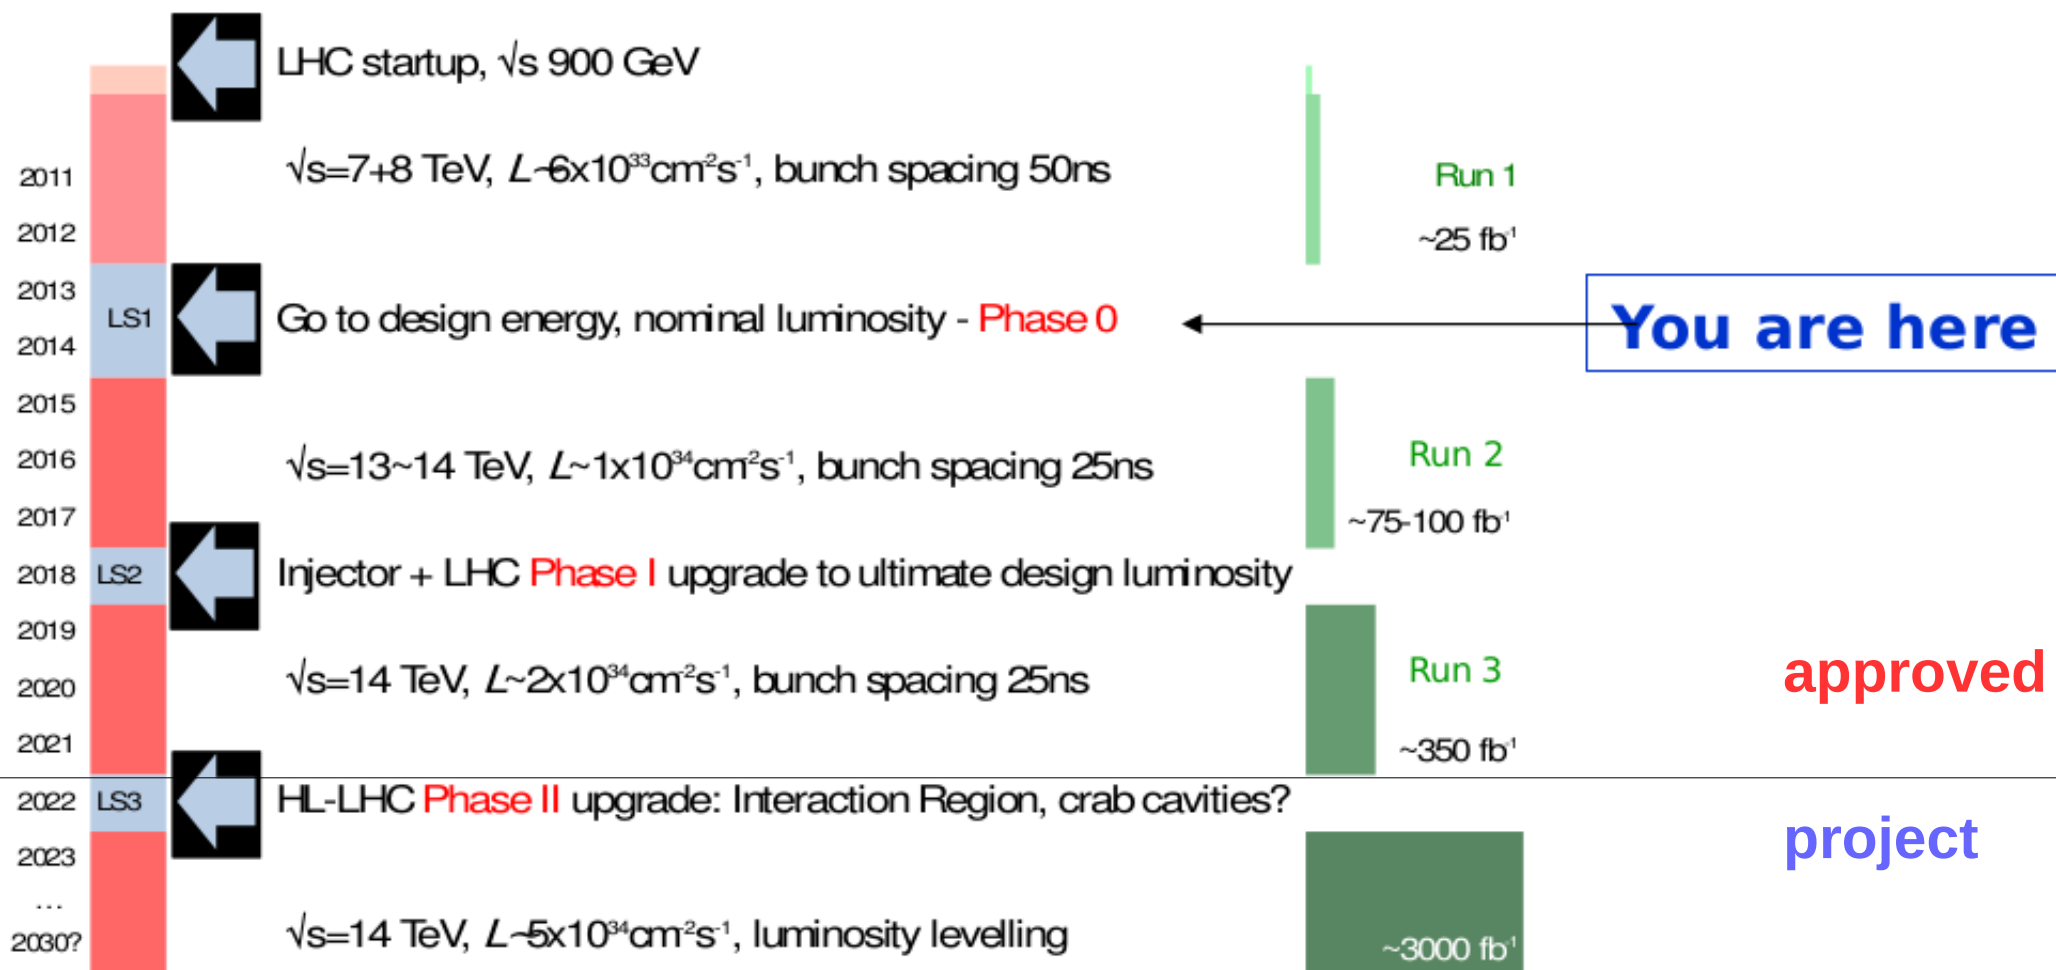 LHC startup, √s 900 GeV
2011
√s=7+8 TeV, L~6x10³³cm⁻²s⁻¹, bunch spacing 50ns
Run 1
2012
~25 fb⁻¹
2013
LS1
Go to design energy, nominal luminosity - Phase 0
You are here
2014
2015
2016
√s=13~14 TeV, L~1x10³⁴cm⁻²s⁻¹, bunch spacing 25ns
Run 2
2017
~75-100 fb⁻¹
2018
LS2
Injector + LHC Phase I upgrade to ultimate design luminosity
2019
2020
√s=14 TeV, L~2x10³⁴cm⁻²s⁻¹, bunch spacing 25ns
Run 3
approved
2021
~350 fb⁻¹
2022
LS3
HL-LHC Phase II upgrade: Interaction Region, crab cavities?
project
2023
...
2030?
√s=14 TeV, L~5x10³⁴cm⁻²s⁻¹, luminosity levelling
~3000 fb⁻¹